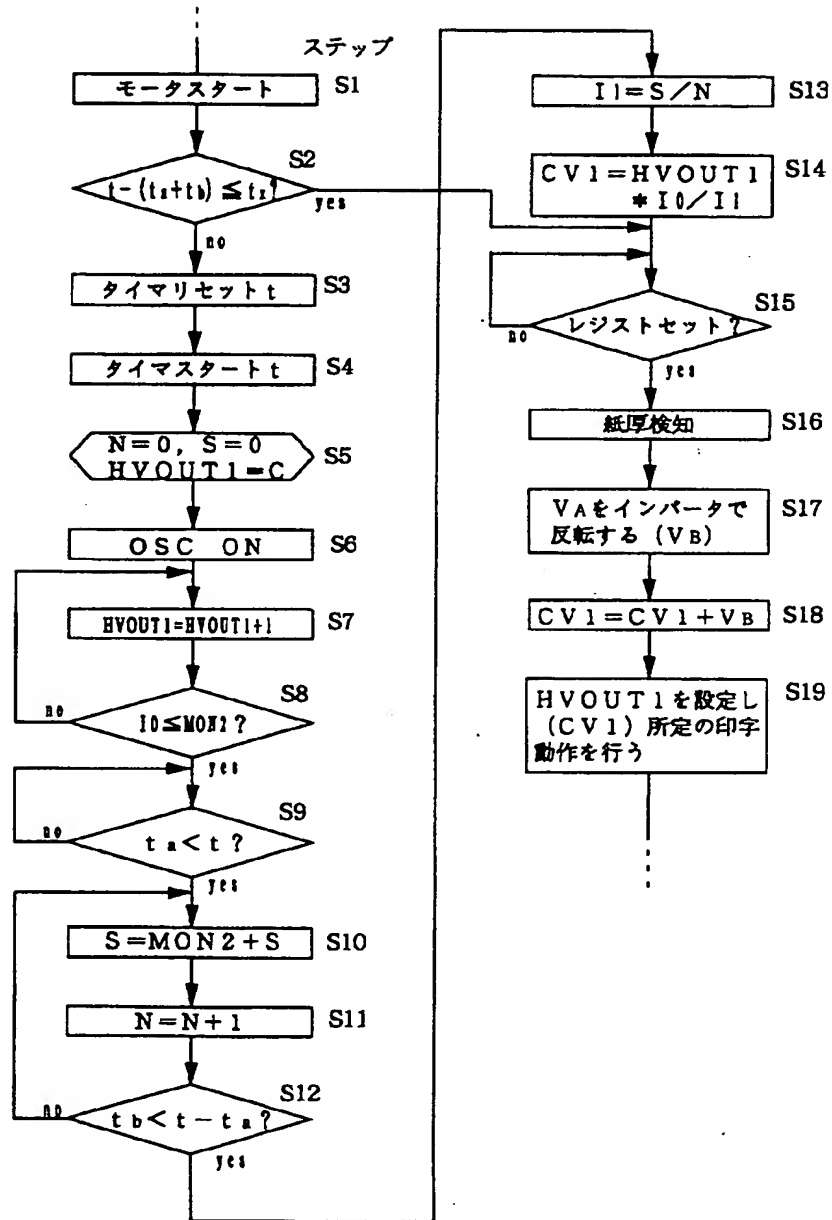 ステップ
モータスタート S1
S2
t-(ta+tb)≦tx?
yes
no
タイマリセットt S3
タイマスタートt S4
N=0, S=0
HVOUT1=C
S5
OSC ON S6
HVOUT1=HVOUT1+1 S7
S8
I0≦MON2?
no
yes
S9
ta<t?
no
yes
S=MON2+S S10
N=N+1 S11
S12
tb<t-ta?
no
yes
I1=S/N S13
CV1=HVOUT1
*I0/I1
S14
S15
レジストセット?
no
yes
紙厚検知 S16
VAをインバータで
反転する(VB)
S17
CV1=CV1+VB S18
HVOUT1を設定し
(CV1)所定の印字
動作を行う
S19